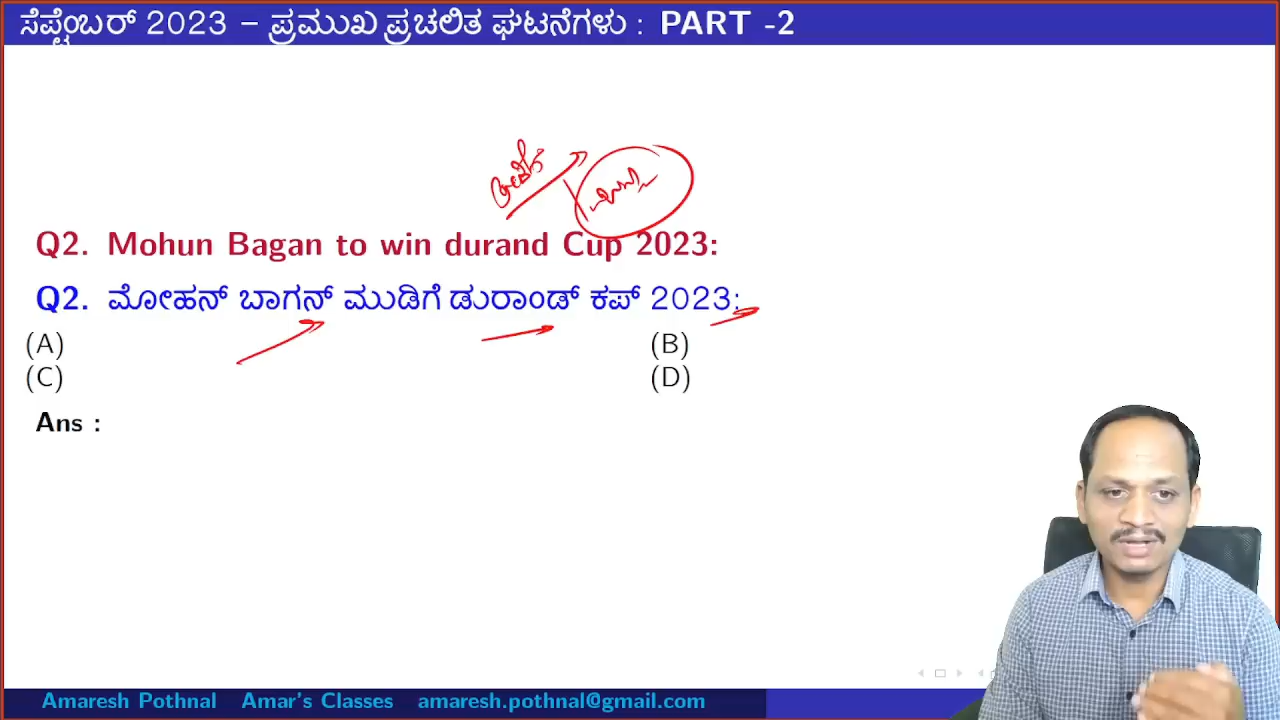 ಸೆಪ್ಟೆಂಬರ್ 2023 – ಪ್ರಮುಖ ಪ್ರಚಲಿತ ಘಟನೆಗಳು : PART -2
Q2. Mohun Bagan to win durand Cup 2023:
Q2. ಮೋಹನ್ ಬಾಗನ್ ಮುಡಿಗೆ ಡುರಾಂಡ್ ಕಪ್ 2023:
(A) (B)
(C) (D)
Ans :
Amaresh Pothnal Amar's Classes amaresh.pothnal@gmail.com